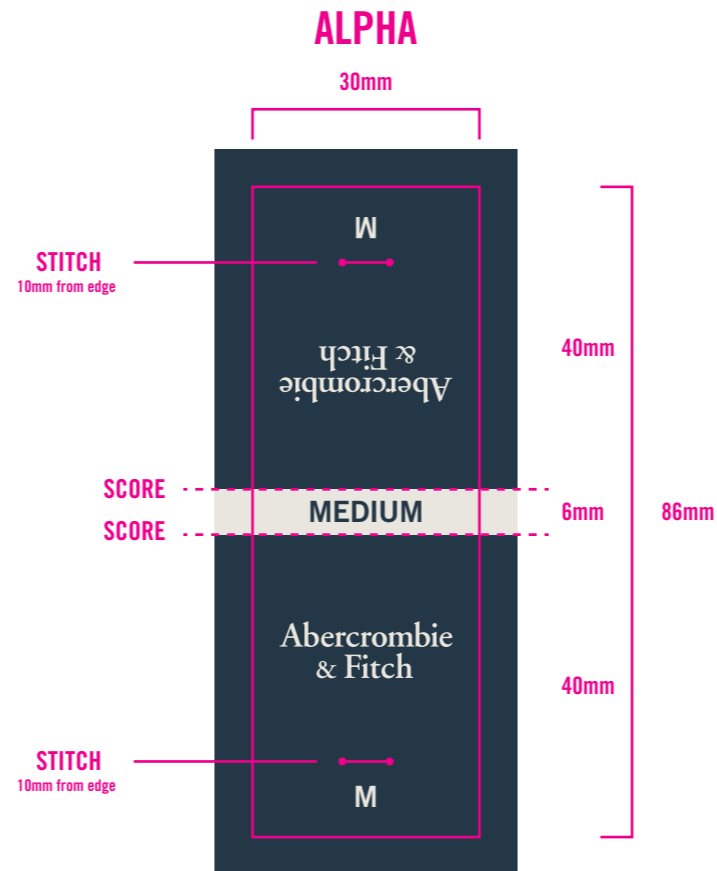 ALPHA
30mm
M
STITCH
10mm from edge
40mm
Abercrombie
& Fitch
SCORE
MEDIUM
6mm
86mm
SCORE
Abercrombie
& Fitch
40mm
STITCH
10mm from edge
M